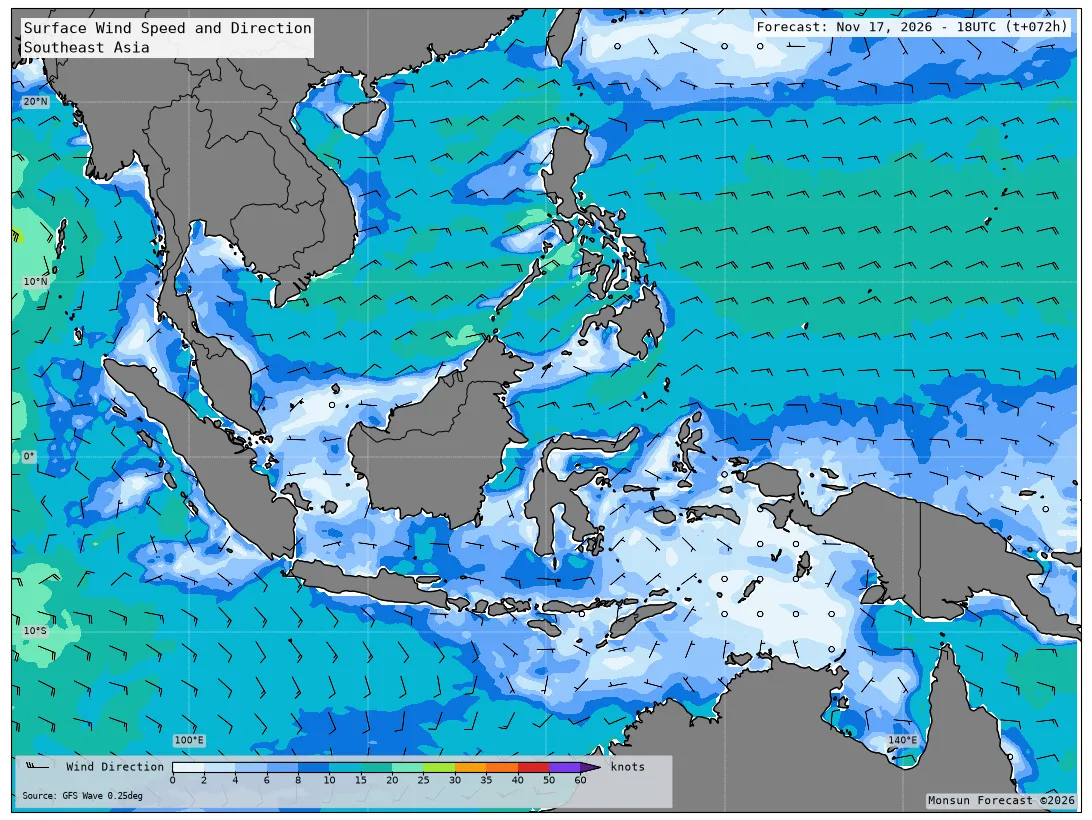 Surface Wind Speed and Direction
Southeast Asia
Forecast: Nov 17, 2026 - 18UTC (t+072h)
20°N
10°N
0°
10°S
100°E
140°E
Wind Direction
0 2 4 6 8 10 15 20 25 30 35 40 50 60
knots
Source: GFS Wave 0.25deg
Monsun Forecast ©2026